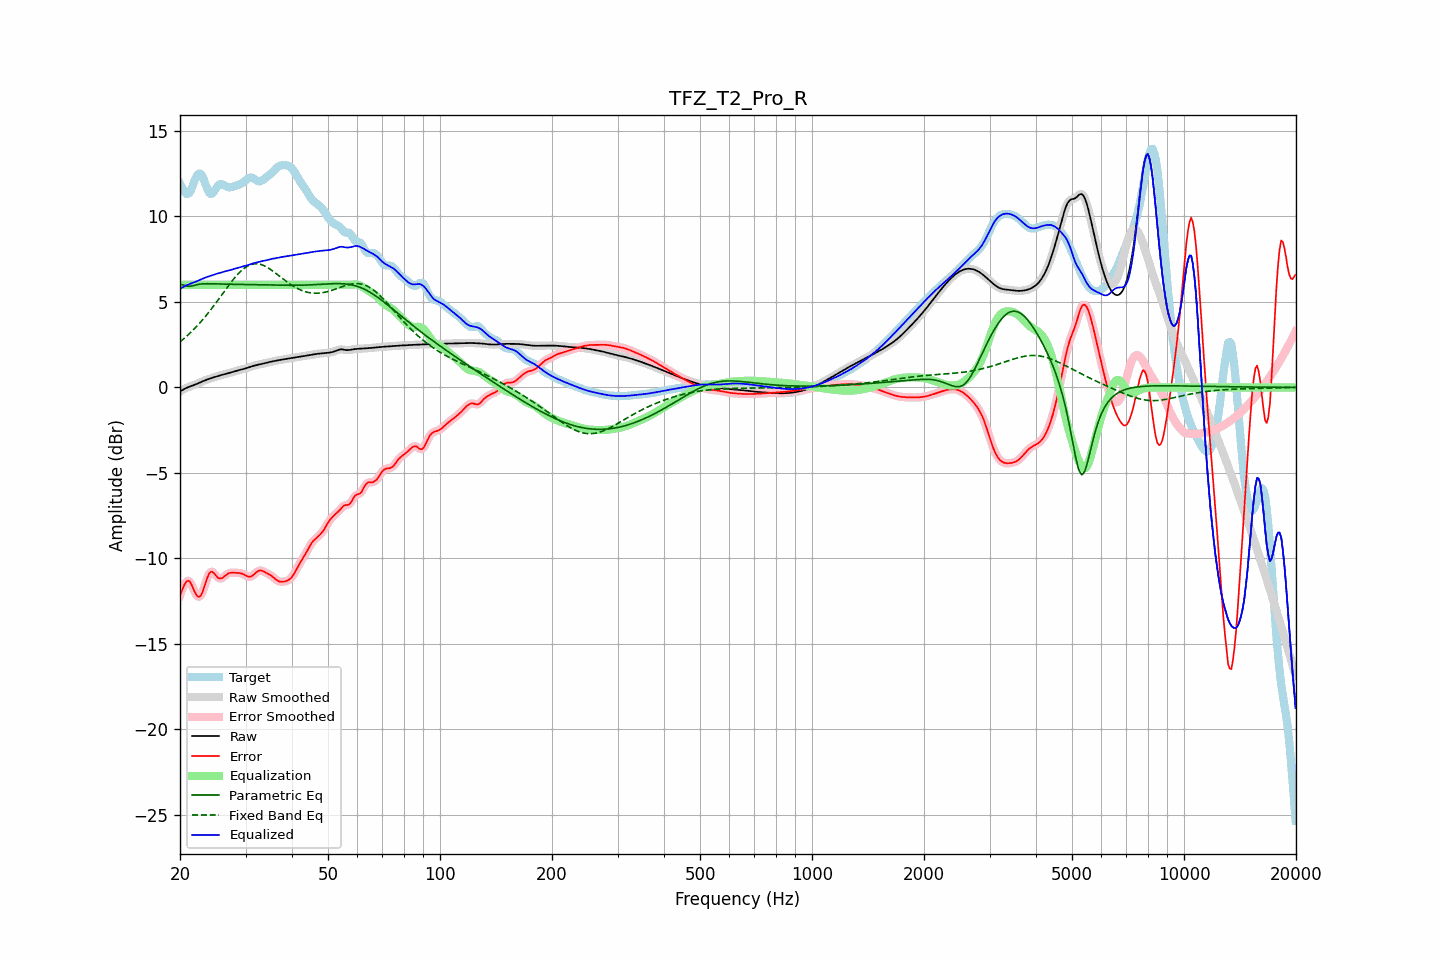 TFZ_T2_Pro_R
Amplitude (dBr)
15
10
5
0
−5
−10
−15
−20
−25
Target
Raw Smoothed
Error Smoothed
Raw
Error
Equalization
Parametric Eq
Fixed Band Eq
Equalized
20
50
100
200
500
1000
2000
5000
10000
20000
Frequency (Hz)